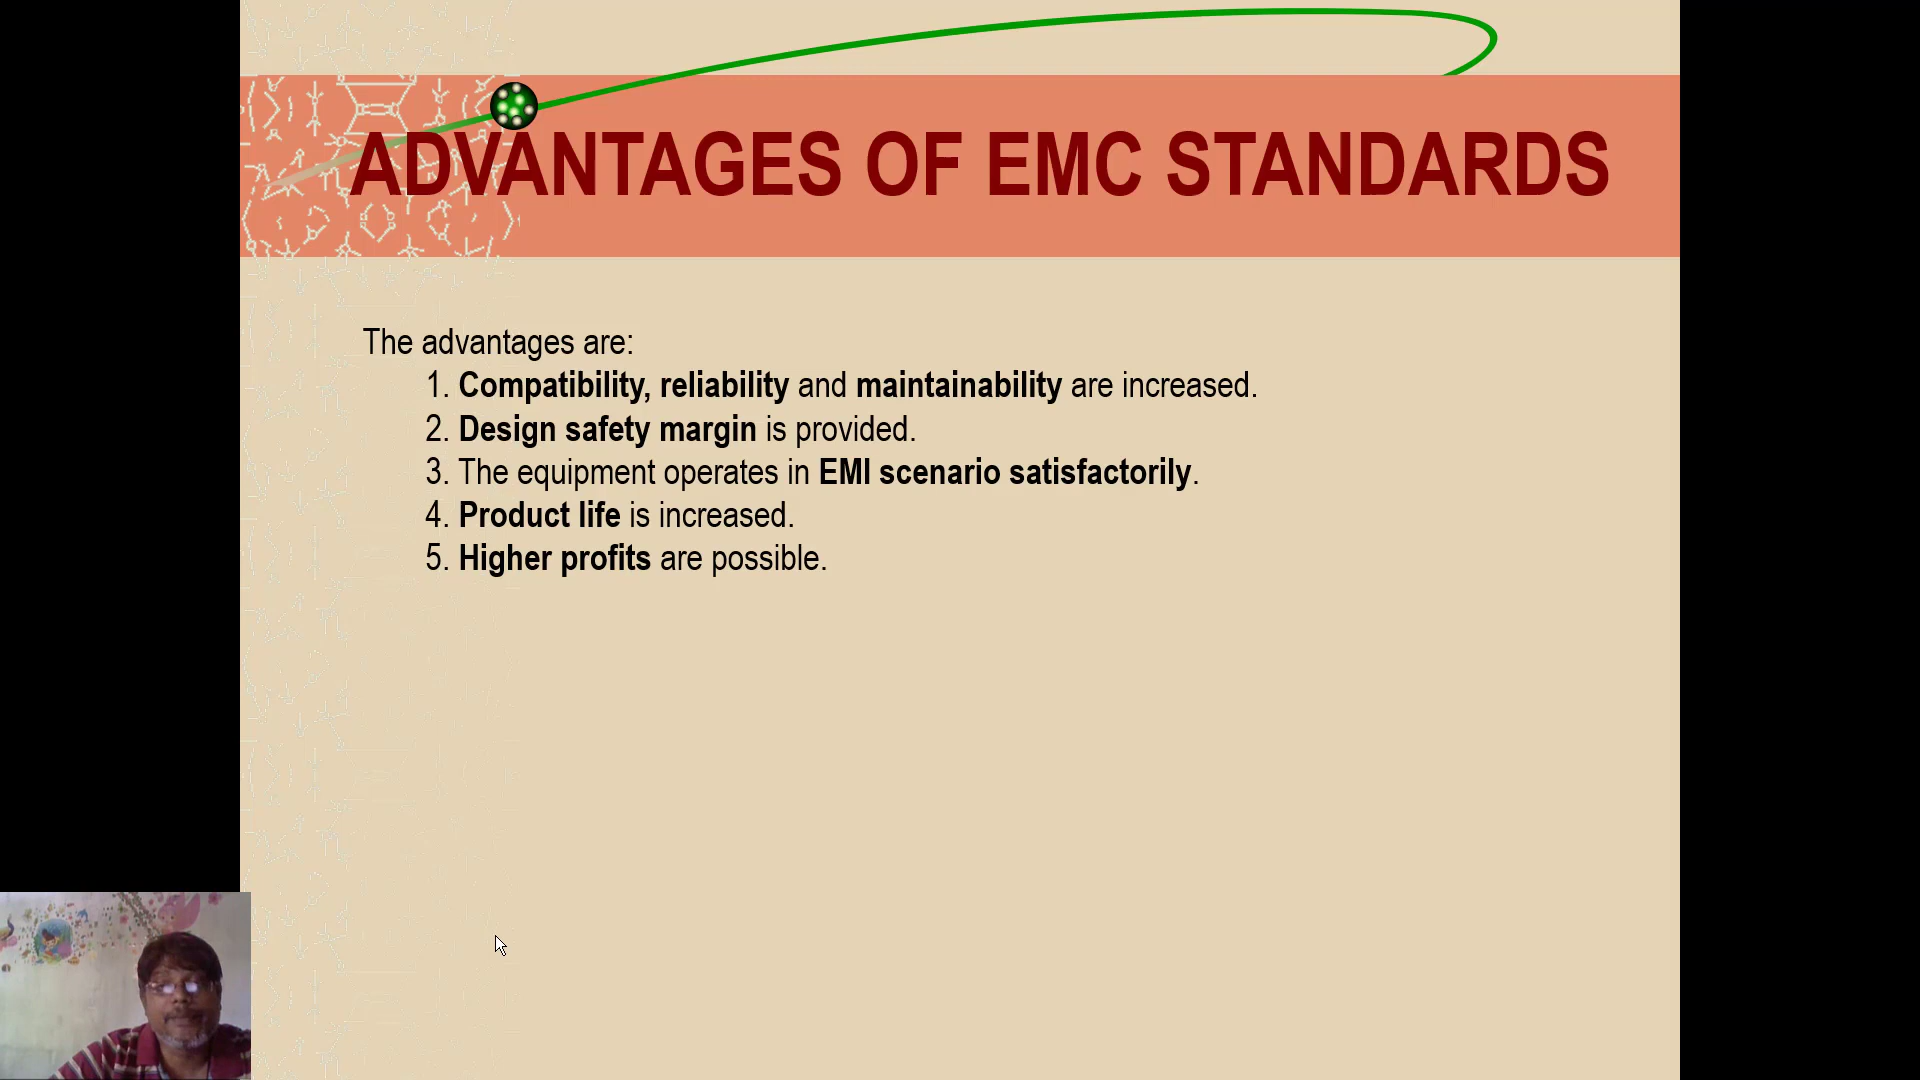 ADVANTAGES OF EMC STANDARDS
The advantages are:
1. Compatibility, reliability and maintainability are increased.
2. Design safety margin is provided.
3. The equipment operates in EMI scenario satisfactorily.
4. Product life is increased.
5. Higher profits are possible.